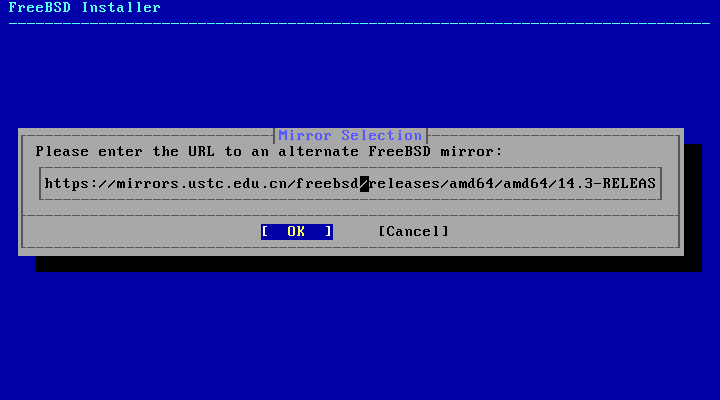 FreeBSD Installer
Mirror Selection
Please enter the URL to an alternate FreeBSD mirror:
https://mirrors.ustc.edu.cn/freebsd/releases/amd64/amd64/14.3-RELEAS
[  OK  ] [Cancel]